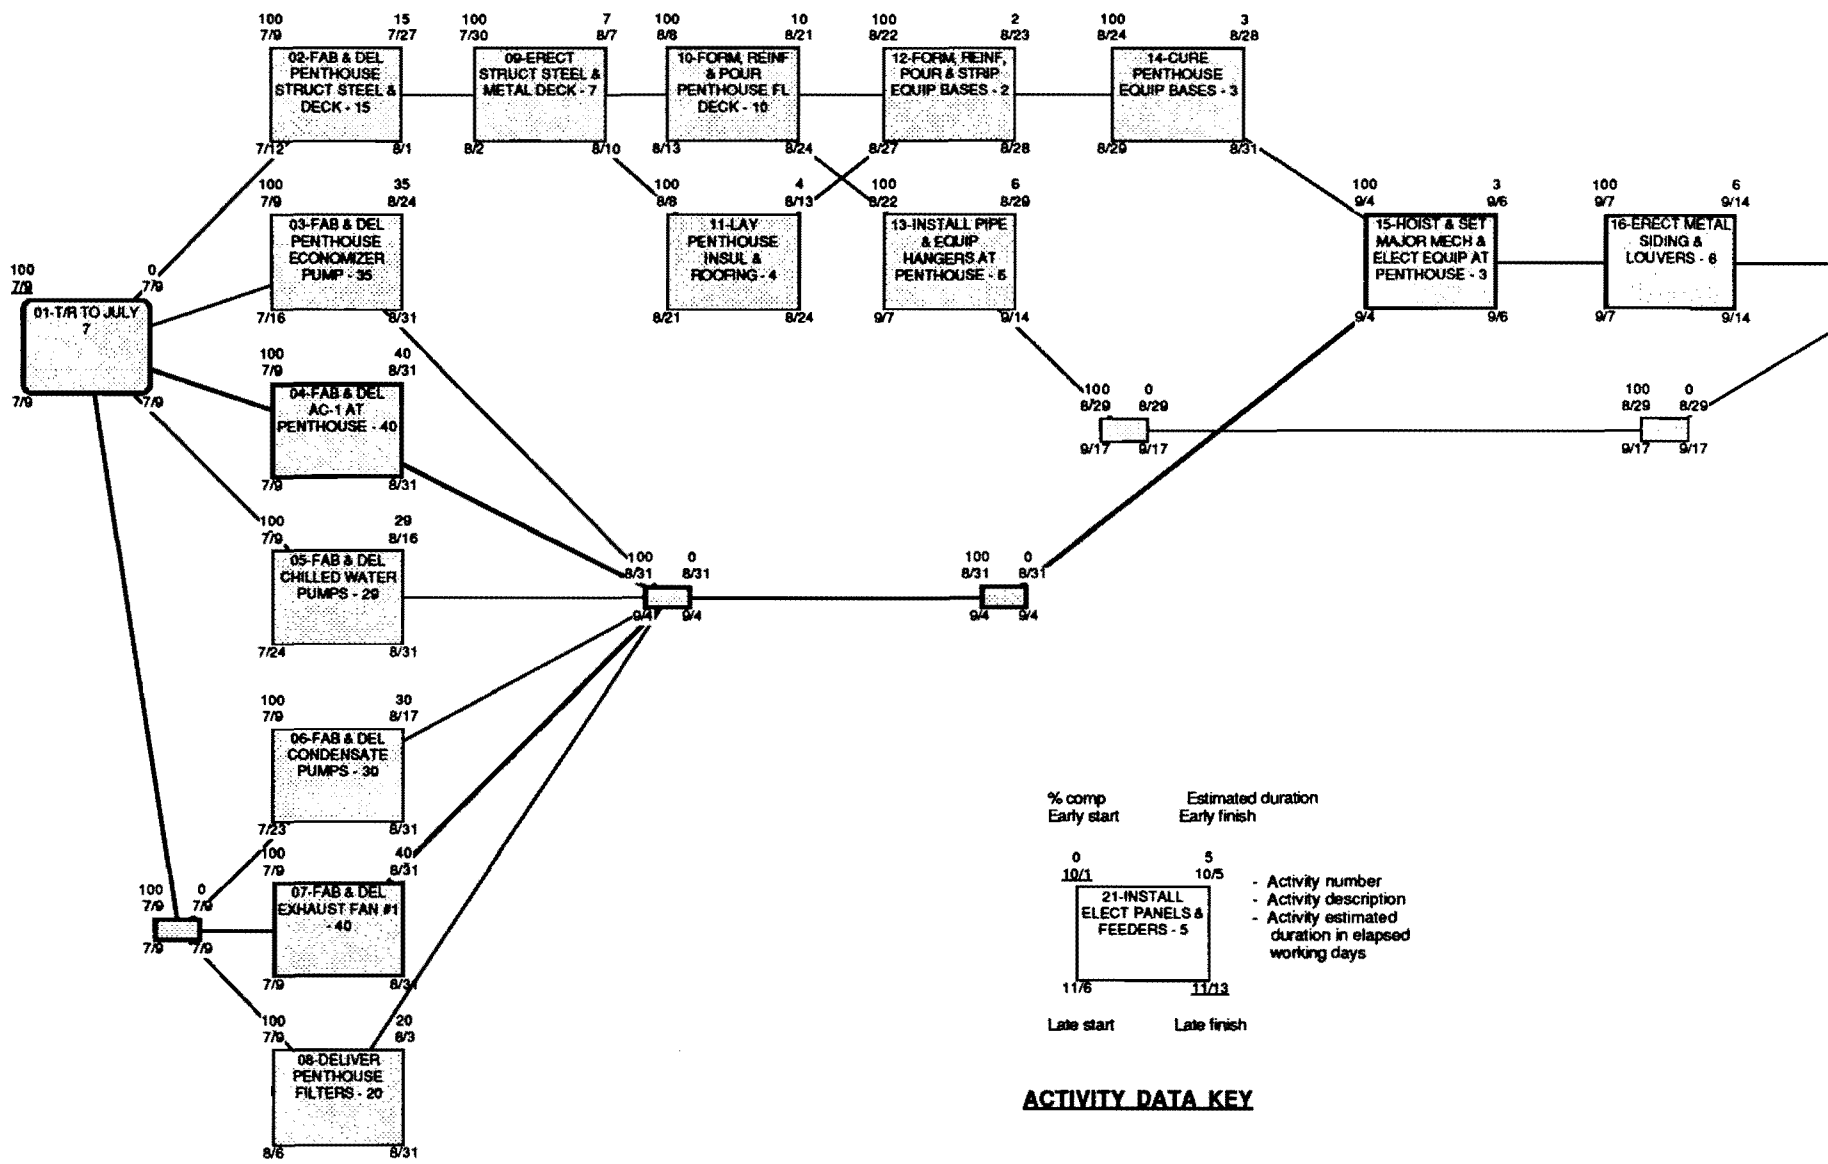 100 15
7/9 7/27
02-FAB & DEL
PENTHOUSE
STRUCT STEEL &
DECK - 15
7/12 8/1
100 7
7/30 8/7
09-ERECT
STRUCT STEEL &
METAL DECK - 7
8/2 8/10
100 10
8/8 8/21
10-FORM, REINF
& POUR
PENTHOUSE FL
DECK - 10
8/13 8/24
100 2
8/22 8/23
12-FORM, REINF,
POUR & STRIP
EQUIP BASES - 2
8/27 8/28
100 3
8/24 8/28
14-CURE
PENTHOUSE
EQUIP BASES - 3
8/29 8/31
100 35
7/9 8/24
03-FAB & DEL
PENTHOUSE
ECONOMIZER
PUMP - 35
7/16 8/31
100 4
8/8 8/13
11-LAY
PENTHOUSE
INSUL &
ROOFING - 4
8/21 8/24
100 6
8/22 8/29
13-INSTALL PIPE
& EQUIP
HANGERS AT
PENTHOUSE - 6
9/7 9/14
100 3
9/4 9/6
15-HOIST & SET
MAJOR MECH &
ELECT EQUIP AT
PENTHOUSE - 3
9/4 9/6
100 6
9/7 9/14
16-ERECT METAL
SIDING &
LOUVERS - 6
9/7 9/14
100 0
7/9 7/9
01-T/R TO JULY
7
7/9 7/9
100 40
7/9 8/31
04-FAB & DEL
AC-1 AT
PENTHOUSE - 40
7/9 8/31
100 0
8/29 8/29
9/17 9/17
100 0
8/29 8/29
9/17 9/17
100 29
7/9 8/16
05-FAB & DEL
CHILLED WATER
PUMPS - 29
7/24 8/31
100 0
8/31 8/31
9/4 9/4
100 0
8/31 8/31
9/4 9/4
100 30
7/9 8/17
06-FAB & DEL
CONDENSATE
PUMPS - 30
7/23 8/31
100 0
7/9 7/9
7/9 7/9
100 40
7/9 8/31
07-FAB & DEL
EXHAUST FAN #1
- 40
7/9 8/31
100 20
7/9 8/3
08-DELIVER
PENTHOUSE
FILTERS - 20
8/6 8/31
% comp Estimated duration
Early start Early finish
0 5
10/1 10/5
21-INSTALL
ELECT PANELS &
FEEDERS - 5
11/6 11/13
- Activity number
- Activity description
- Activity estimated
duration in elapsed
working days
Late start Late finish
ACTIVITY DATA KEY